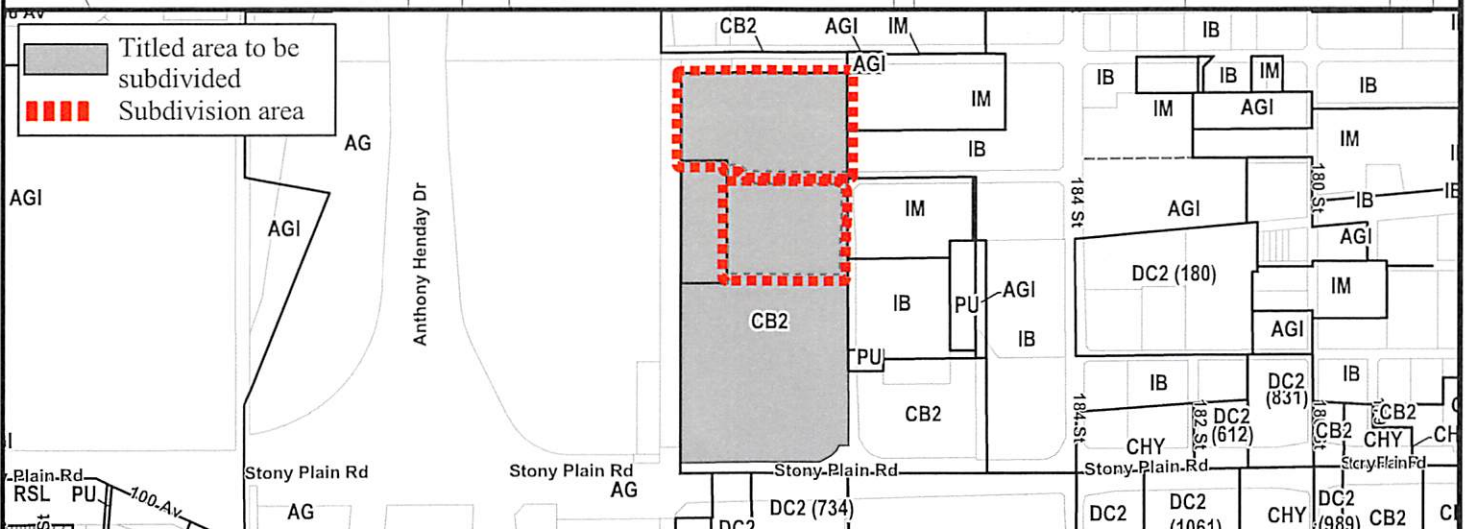 Titled area to be
subdivided
Subdivision area
CB2
AGI
IM
AGI
IM
IB
IB
IB
IB
IM
IB
IM
AGI
IM
AG
AGI
AGI
Anthony Henday Dr
IM
IB
PU
AGI
IB
PU
CB2
CB2
184 St
180 St
AGI
IB
IB
AGI
DC2 (180)
IM
AGI
IB
DC2
(831)
IB
184 St
182 St
DC2
(612)
CHY
CB2
CB2
CHY
Stony Plain Rd
Stony Plain Rd
Stony Plain Rd
Stony Plain Rd
Stony Plain Rd
Plain Rd
RSL
PU
100 Av
AG
AG
DC2 (734)
DC2
DC2
DC2
(1061)
CHY
DC2
(989)
CB2